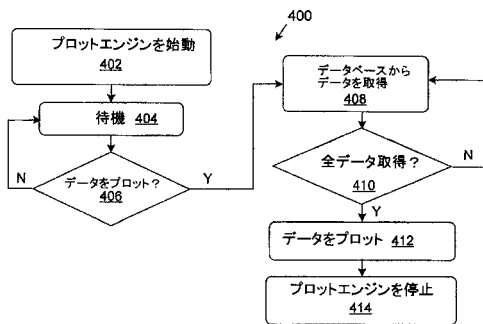 400
プロットエンジンを始動
402
待機 404
データをプロット?
406
N
Y
データベースから
データを取得
408
全データ取得?
410
N
Y
データをプロット 412
プロットエンジンを停止
414